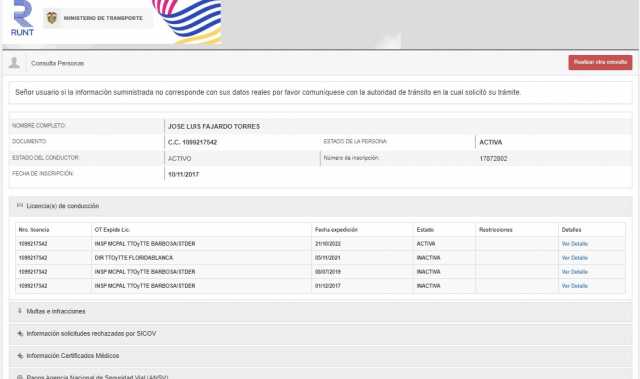 RUNT
MINISTERIO DE TRANSPORTE
Consulta Personas
Realizar otra consulta
Señor usuario si la información suministrada no corresponde con sus datos reales por favor comuníquese con la autoridad de tránsito en la cual solicitó su trámite.
NOMBRE COMPLETO: JOSE LUIS FAJARDO TORRES
DOCUMENTO: C.C. 1099217542 ESTADO DE LA PERSONA: ACTIVA
ESTADO DEL CONDUCTOR: ACTIVO Número de inscripción: 17872802
FECHA DE INSCRIPCIÓN: 10/11/2017
Licencia(s) de conducción
Nro. licencia OT Expide Lic. Fecha expedición Estado Restricciones Detalles
1099217542 INSP MCPAL TTOyTTE BARBOSA/STDER 21/10/2022 ACTIVA Ver Detalle
1099217542 DIR TTOyTTE FLORIDABLANCA 05/11/2021 INACTIVA Ver Detalle
1099217542 INSP MCPAL TTOyTTE BARBOSA/STDER 08/07/2019 INACTIVA Ver Detalle
1099217542 INSP MCPAL TTOyTTE BARBOSA/STDER 01/12/2017 INACTIVA Ver Detalle
Multas e infracciones
Información solicitudes rechazadas por SICOV
Información Certificados Médicos
Pagos Agencia Nacional de Seguridad Vial (ANSV)